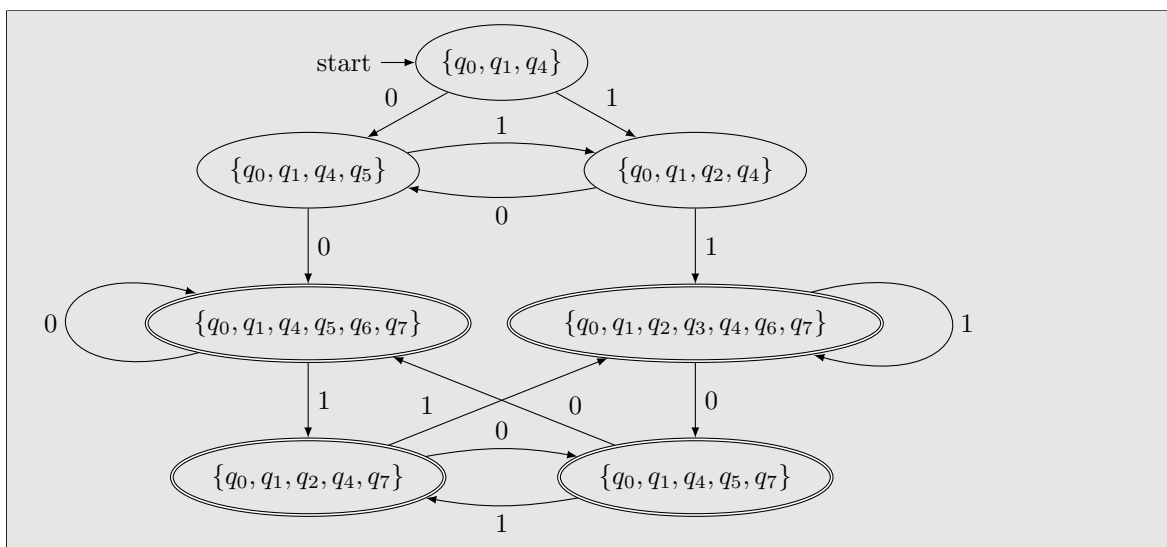 start {q₀, q₁, q₄}
0 1
1
{q₀, q₁, q₄, q₅} {q₀, q₁, q₂, q₄}
0
0 1
0 {q₀, q₁, q₄, q₅, q₆, q₇} {q₀, q₁, q₂, q₃, q₄, q₆, q₇} 1
1 1 0 0
0
{q₀, q₁, q₂, q₄, q₇} {q₀, q₁, q₄, q₅, q₇}
1